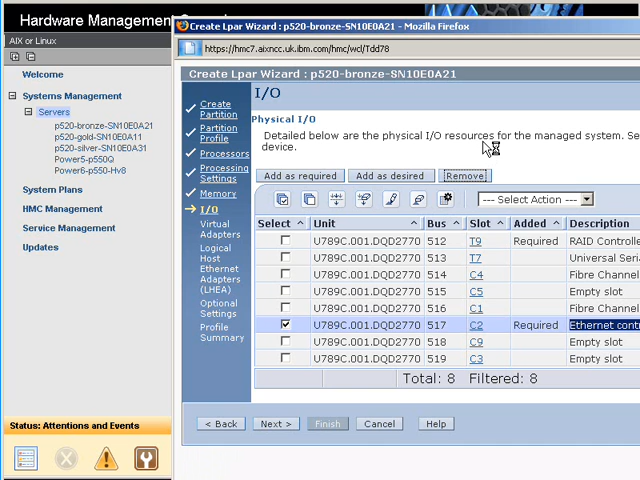 Hardware Management
Create Lpar Wizard : p520-bronze-SN10E0A21 - Mozilla Firefox
AIX or Linux
https://hmc7.aixncc.uk.ibm.com/hmc/wcl/Tdd78
Welcome
Systems Management
Servers
p520-bronze-SN10E0A21
p520-gold-SN10E0A11
p520-silver-SN10E0A31
Power5-p550Q
Power6-p550-Hv8
System Plans
HMC Management
Service Management
Updates
Status: Attentions and Events
Create Lpar Wizard : p520-bronze-SN10E0A21
Create
Partition
Partition
Profile
Processors
Processing
Settings
Memory
I/O
Virtual
Adapters
Logical
Host
Ethernet
Adapters
(LHEA)
Optional
Settings
Profile
Summary
I/O
Physical I/O
Detailed below are the physical I/O resources for the managed system. Se
device.
Add as required Add as desired Remove
--- Select Action ---
Select Unit Bus Slot Added Description
U789C.001.DQD2770 512 T9 Required RAID Controlle
U789C.001.DQD2770 513 T7 Universal Seri
U789C.001.DQD2770 514 C4 Fibre Channel
U789C.001.DQD2770 515 C5 Empty slot
U789C.001.DQD2770 516 C1 Fibre Channel
U789C.001.DQD2770 517 C2 Required Ethernet cont
U789C.001.DQD2770 518 C9 Empty slot
U789C.001.DQD2770 519 C3 Empty slot
Total: 8 Filtered: 8
< Back Next > Finish Cancel Help